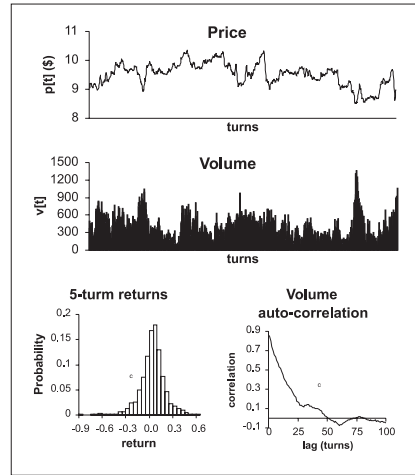 Price
p[t] ($)
11
10
9
8
turns
Volume
v[t]
1500
1200
900
600
300
0
turns
5-turm returns
Probability
0,2
0,15
0.1
0.05
0
-0.9 -0.6 -0.3 0.0 0.3 0.6
return
Volume
auto-correlation
correlation
0.9
0.7
0.5
0.3
0.1
-0.1
0 25 50 75 100
lag (turns)